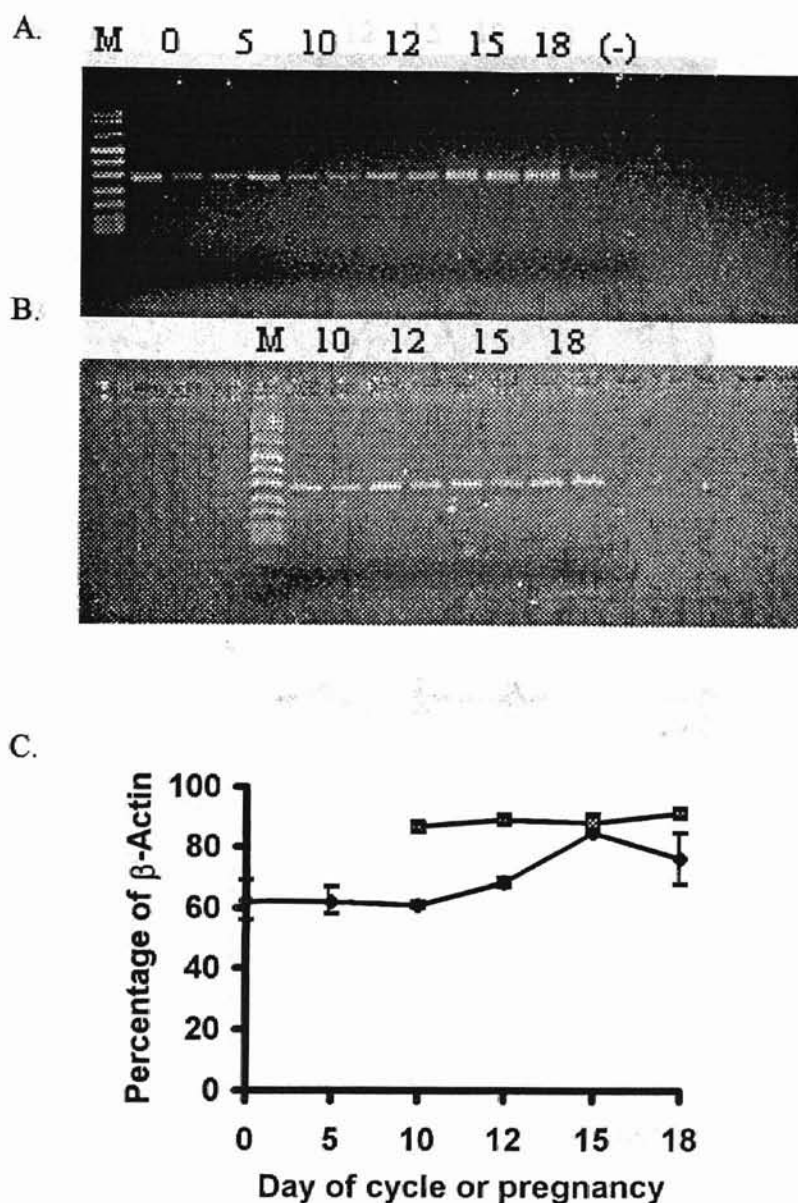 A.
M 0 5 10 12 15 18 (-)
B.
M 10 12 15 18
C.
100
80
60
40
20
0
Percentage of β-Actin
0 5 10 12 15 18
Day of cycle or pregnancy